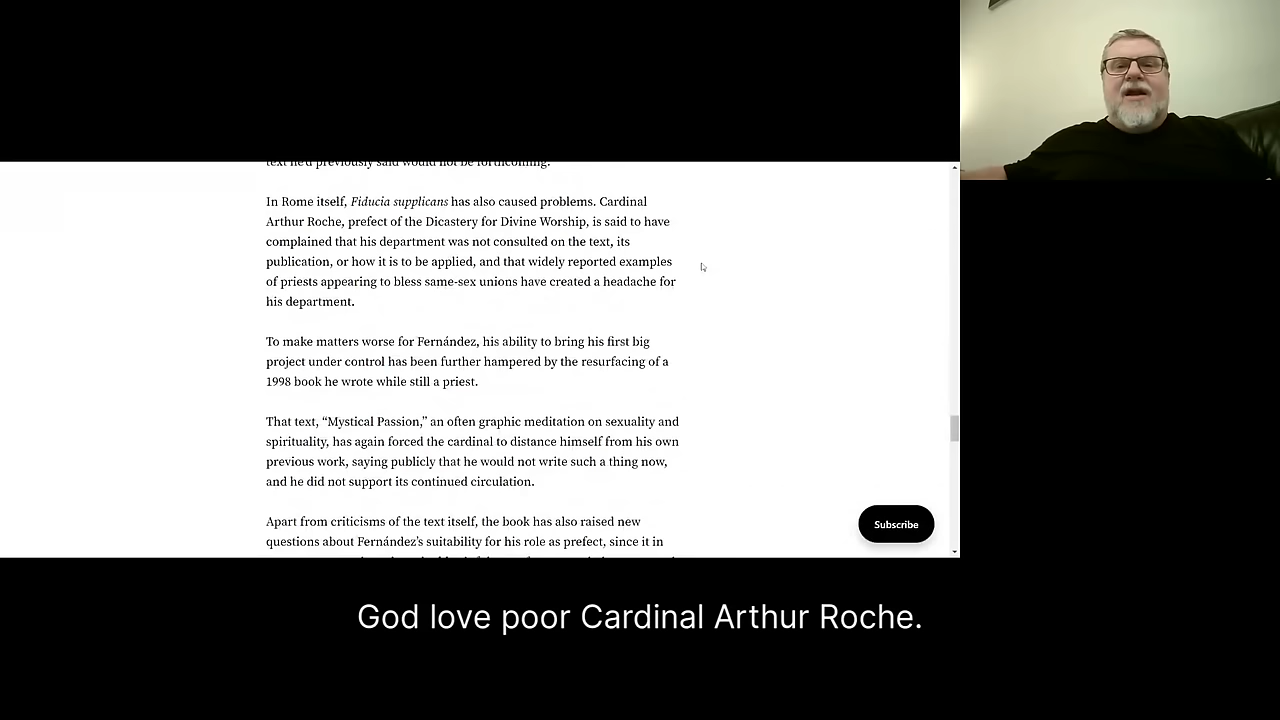 text he'd previously said would not be forthcoming.
In Rome itself, Fiducia supplicans has also caused problems. Cardinal
Arthur Roche, prefect of the Dicastery for Divine Worship, is said to have
complained that his department was not consulted on the text, its
publication, or how it is to be applied, and that widely reported examples
of priests appearing to bless same-sex unions have created a headache for
his department.
To make matters worse for Fernández, his ability to bring his first big
project under control has been further hampered by the resurfacing of a
1998 book he wrote while still a priest.
That text, “Mystical Passion,” an often graphic meditation on sexuality and
spirituality, has again forced the cardinal to distance himself from his own
previous work, saying publicly that he would not write such a thing now,
and he did not support its continued circulation.
Apart from criticisms of the text itself, the book has also raised new
questions about Fernández’s suitability for his role as prefect, since it in
Subscribe
God love poor Cardinal Arthur Roche.